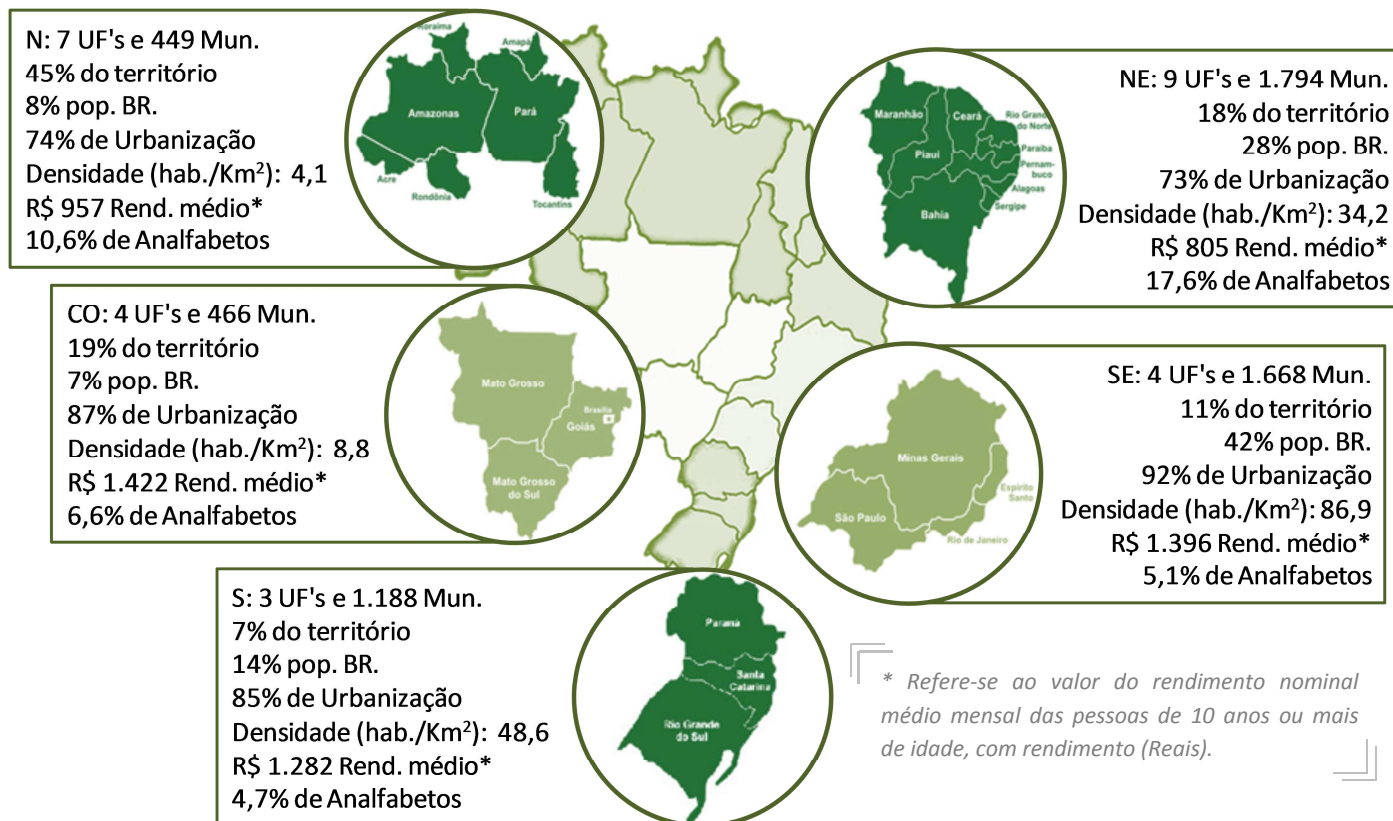 N: 7 UF's e 449 Mun.
45% do território
8% pop. BR.
74% de Urbanização
Densidade (hab./Km²): 4,1
R$ 957 Rend. médio*
10,6% de Analfabetos
Roraima
Amapá
Amazonas
Pará
Acre
Rondônia
Tocantins
NE: 9 UF's e 1.794 Mun.
18% do território
28% pop. BR.
73% de Urbanização
Densidade (hab./Km²): 34,2
R$ 805 Rend. médio*
17,6% de Analfabetos
Maranhão
Ceará
Rio Grande
do Norte
Paraíba
Piauí
Pernam-
buco
Alagoas
Sergipe
Bahia
CO: 4 UF's e 466 Mun.
19% do território
7% pop. BR.
87% de Urbanização
Densidade (hab./Km²): 8,8
R$ 1.422 Rend. médio*
6,6% de Analfabetos
Mato Grosso
Brasília
Goiás
Mato Grosso
do Sul
SE: 4 UF's e 1.668 Mun.
11% do território
42% pop. BR.
92% de Urbanização
Densidade (hab./Km²): 86,9
R$ 1.396 Rend. médio*
5,1% de Analfabetos
Minas Gerais
Espírito
Santo
São Paulo
Rio de Janeiro
S: 3 UF's e 1.188 Mun.
7% do território
14% pop. BR.
85% de Urbanização
Densidade (hab./Km²): 48,6
R$ 1.282 Rend. médio*
4,7% de Analfabetos
Paraná
Santa
Catarina
Rio Grande
do Sul
* Refere-se ao valor do rendimento nominal
médio mensal das pessoas de 10 anos ou mais
de idade, com rendimento (Reais).